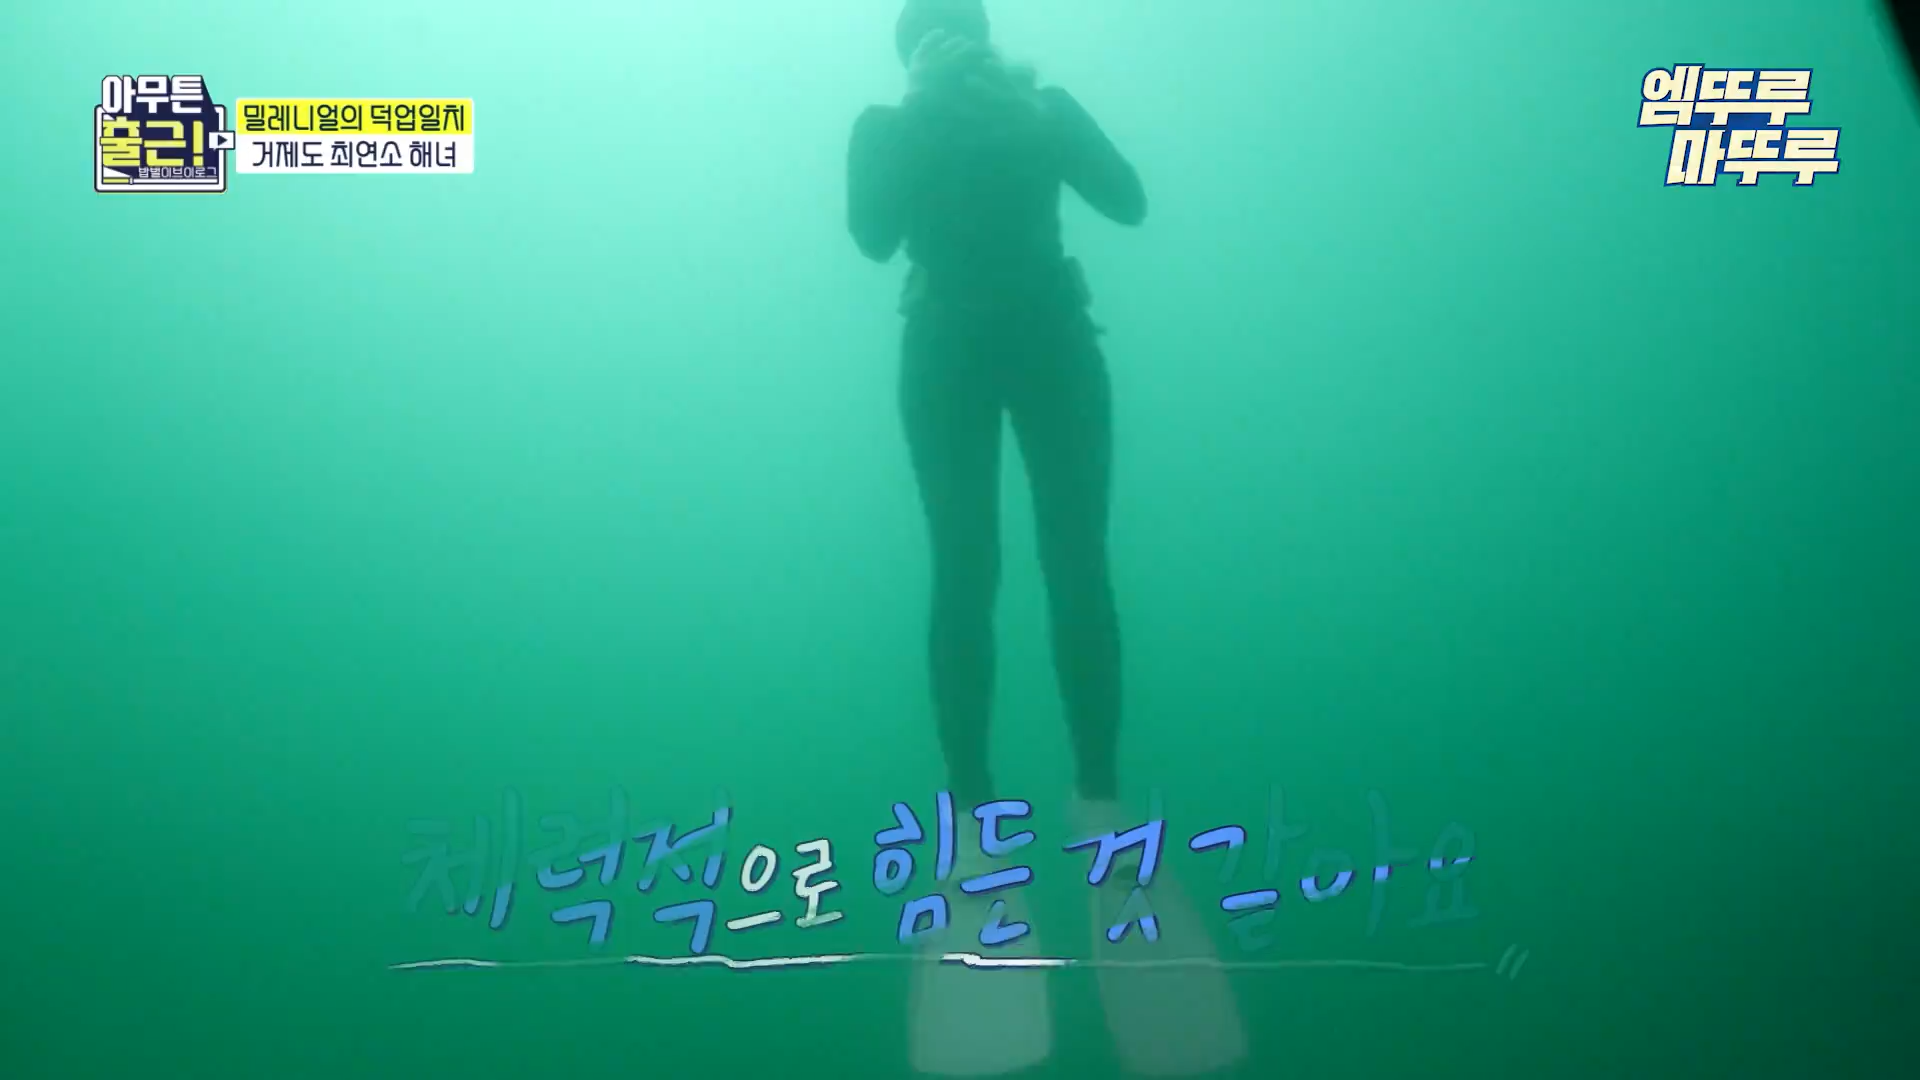 아무튼
출근!
밥벌이브이로그
밀레니얼의 덕업일치
거제도 최연소 해녀
엠뚜루
마뚜루
체력적으로 힘든 것 같아요